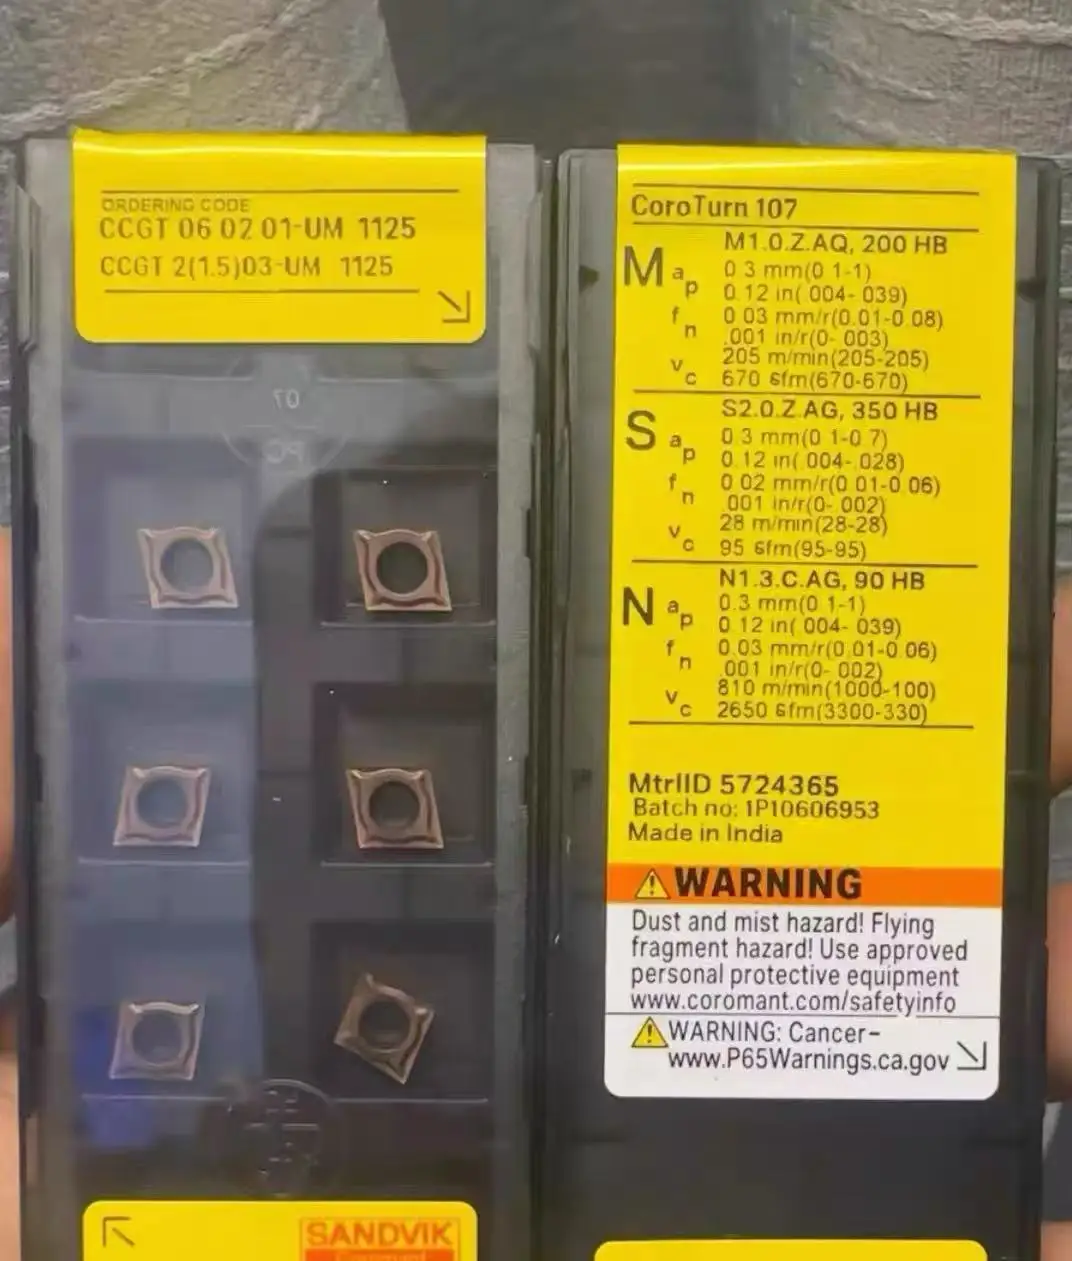 ORDERING CODE
CCGT 06 02 01-UM 1125
CCGT 2(1.5)03-UM 1125
SANDVIK
Coromant
CoroTurn 107
M
M1.0.Z.AQ, 200 HB
ap 0.3 mm(0.1-1)
0.12 in(.004-.039)
fn 0.03 mm/r(0.01-0.08)
.001 in/r(0-.003)
vc 205 m/min(205-205)
670 sfm(670-670)
S
S2.0.Z.AG, 350 HB
ap 0.3 mm(0.1-0.7)
0.12 in(.004-.028)
fn 0.02 mm/r(0.01-0.06)
.001 in/r(0-.002)
vc 28 m/min(28-28)
95 sfm(95-95)
N
N1.3.C.AG, 90 HB
ap 0.3 mm(0.1-1)
0.12 in(.004-.039)
fn 0.03 mm/r(0.01-0.06)
.001 in/r(0-.002)
vc 810 m/min(1000-100)
2650 sfm(3300-330)
MtrlID 5724365
Batch no: 1P10606953
Made in India
WARNING
Dust and mist hazard! Flying
fragment hazard! Use approved
personal protective equipment
www.coromant.com/safetyinfo
WARNING: Cancer-
www.P65Warnings.ca.gov